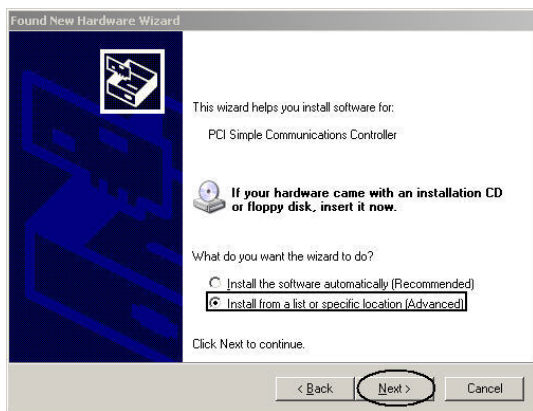 Found New Hardware Wizard
This wizard helps you install software for:
PCI Simple Communications Controller
If your hardware came with an installation CD
or floppy disk, insert it now.
What do you want the wizard to do?
Install the software automatically (Recommended)
Install from a list or specific location (Advanced)
Click Next to continue.
< Back
Next >
Cancel